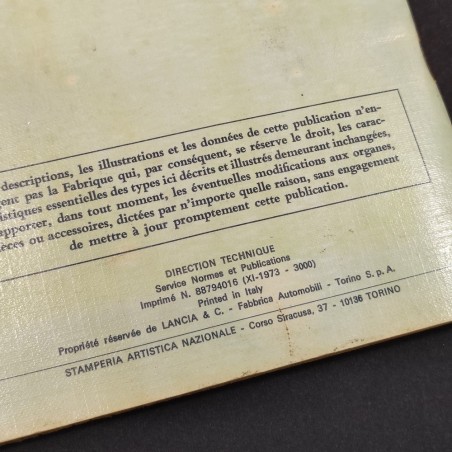 descriptions, les illustrations et les données de cette publication n'en-
ent pas la Fabrique qui, par conséquent, se réserve le droit, les carac-
istiques essentielles des types ici décrits et illustrés demeurant inchangées,
apporter, dans tout moment, les éventuelles modifications aux organes,
èces ou accessoires, dictées par n'importe quelle raison, sans engagement
de mettre à jour promptement cette publication.
DIRECTION TECHNIQUE
Service Normes et Publications
Imprimé N. 88794016 (XI-1973 - 3000)
Printed in Italy
Propriété réservée de LANCIA & C. - Fabbrica Automobili - Torino S. p. A.
STAMPERIA ARTISTICA NAZIONALE - Corso Siracusa, 37 - 10136 TORINO